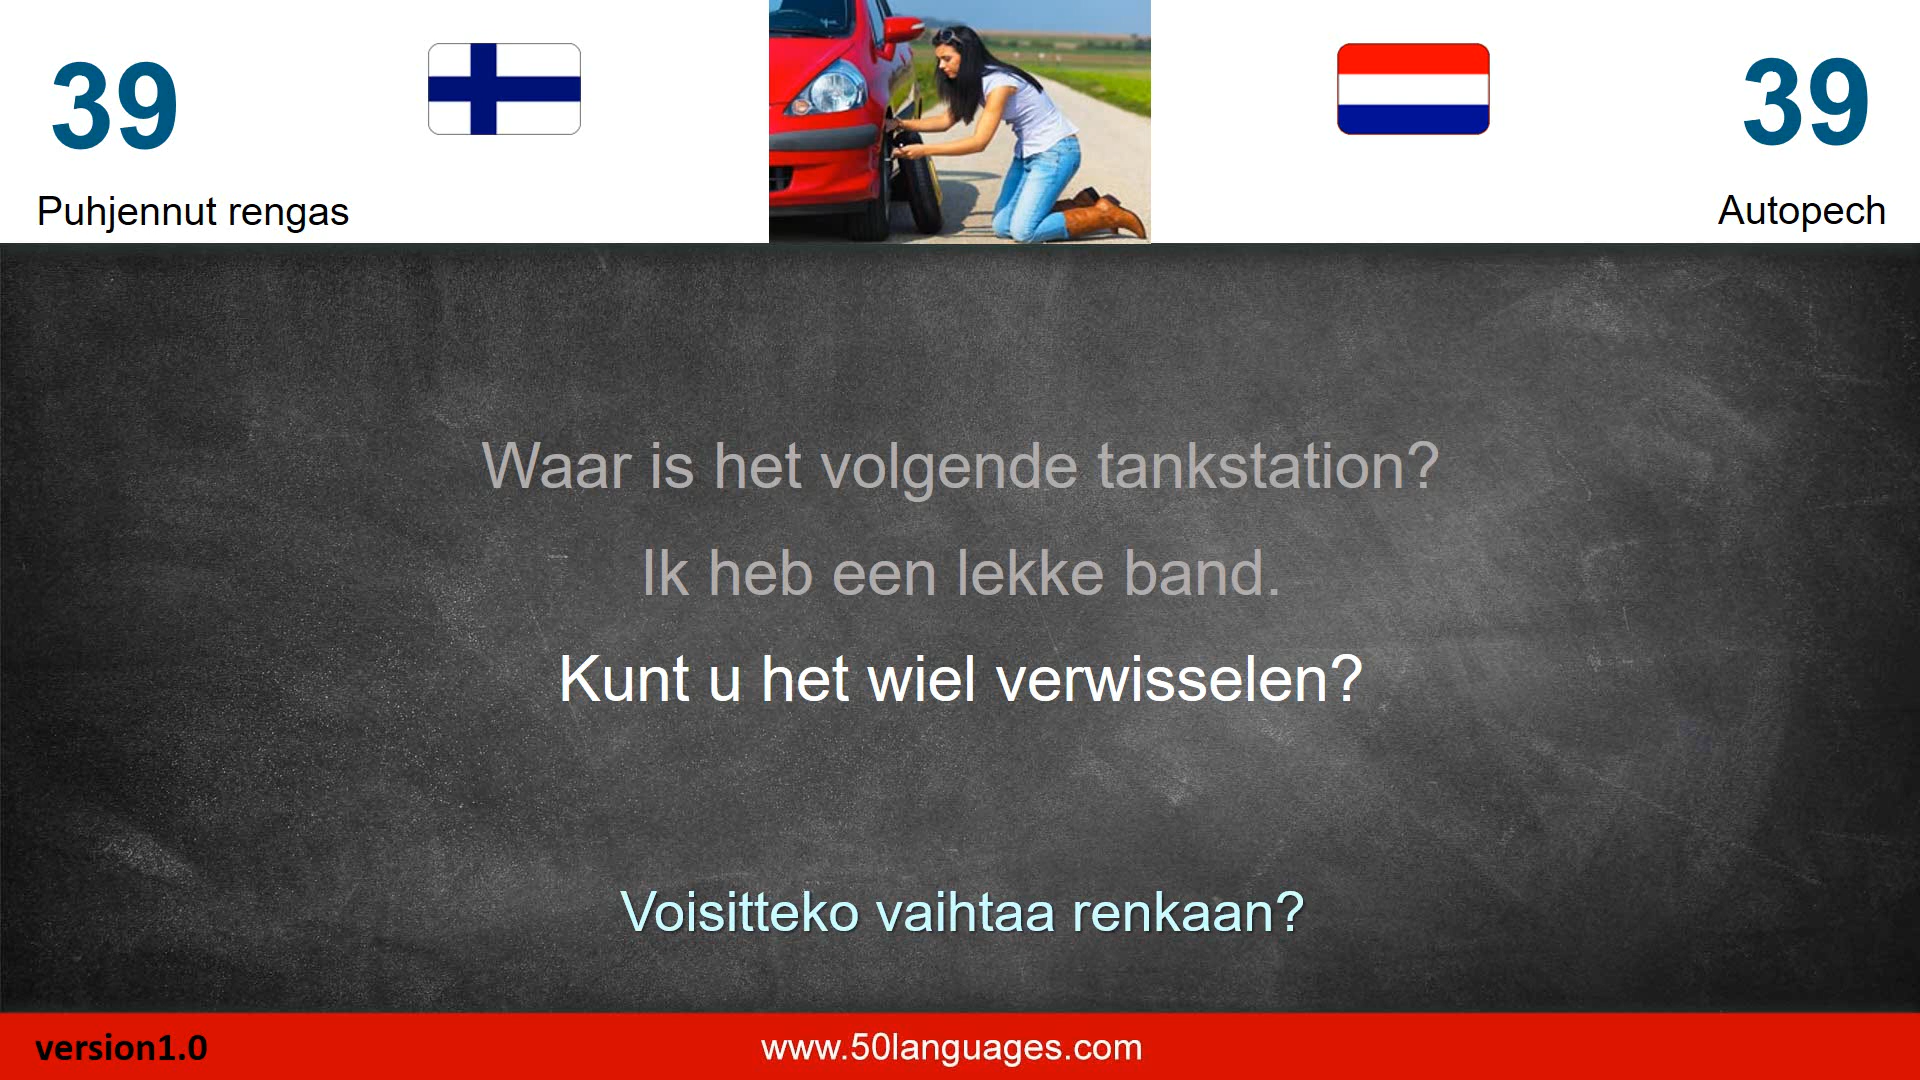 39
39
Puhjennut rengas
Autopech
Waar is het volgende tankstation?
Ik heb een lekke band.
Kunt u het wiel verwisselen?
Voisitteko vaihtaa renkaan?
version1.0
www.50languages.com